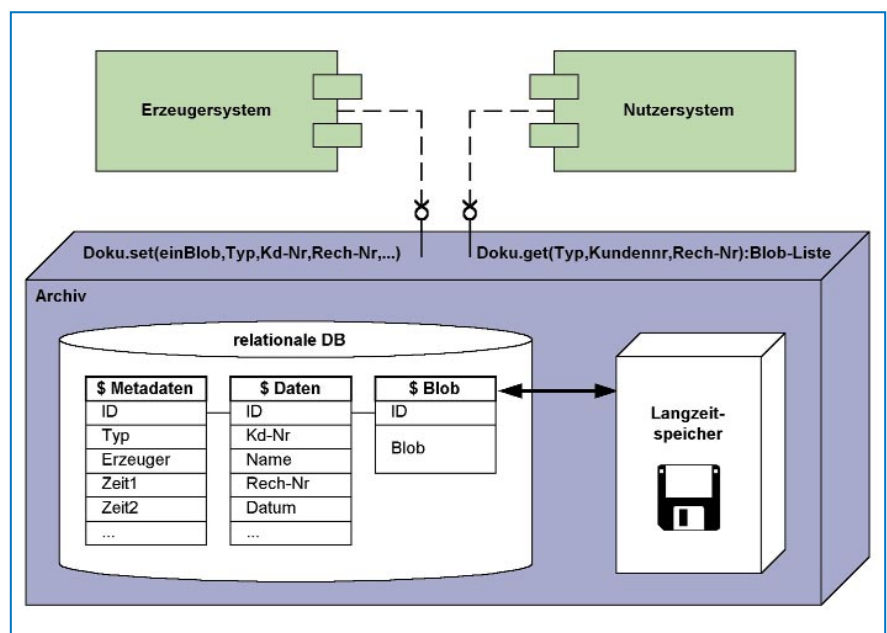 Erzeugersystem
Nutzersystem
Doku.set(einBlob,Typ,Kd-Nr,Rech-Nr,...)
Doku.get(Typ,Kundennr,Rech-Nr):Blob-Liste
Archiv
relationale DB
$ Metadaten
ID
Typ
Erzeuger
Zeit1
Zeit2
...
$ Daten
ID
Kd-Nr
Name
Rech-Nr
Datum
...
$ Blob
ID
Blob
Langzeit-
speicher